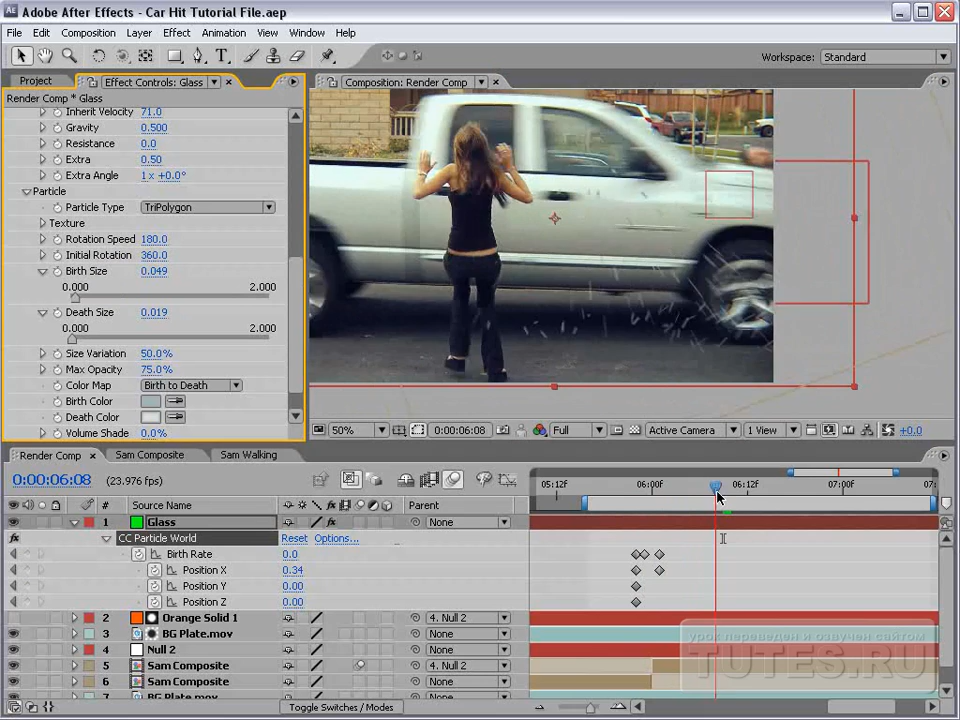 Adobe After Effects - Car Hit Tutorial File.aep
File Edit Composition Layer Effect Animation View Window Help
Workspace: Standard
Project Effect Controls: Glass Composition: Render Comp
Render Comp * Glass
Inherit Velocity 71.0
Gravity 0.500
Resistance 0.0
Extra 0.50
Extra Angle 1x+0.0°
Particle
Particle Type TriPolygon
Texture
Rotation Speed 180.0
Initial Rotation 360.0
Birth Size 0.049
0.000 2.000
Death Size 0.019
0.000 2.000
Size Variation 50.0%
Max Opacity 75.0%
Color Map Birth to Death
Birth Color
Death Color
Volume Shade 0.0%
50% 0:00:06:08 Full Active Camera 1 View +0.0
Render Comp Sam Composite Sam Walking
0:00:06:08 (23.976 fps)
05:12F 06:00F 06:12F 07:00F 07:
# Source Name Parent
1 Glass None
CC Particle World Reset Options...
Birth Rate 0.0
Position X 0.34
Position Y 0.00
Position Z 0.00
2 Orange Solid 1 4. Null 2
3 BG Plate.mov None
4 Null 2 None
5 Sam Composite 4. Null 2
6 Sam Composite None
7 BG Plate.mov None
Toggle Switches / Modes
урок переведен и озвучен сайтом
TUTES.RU